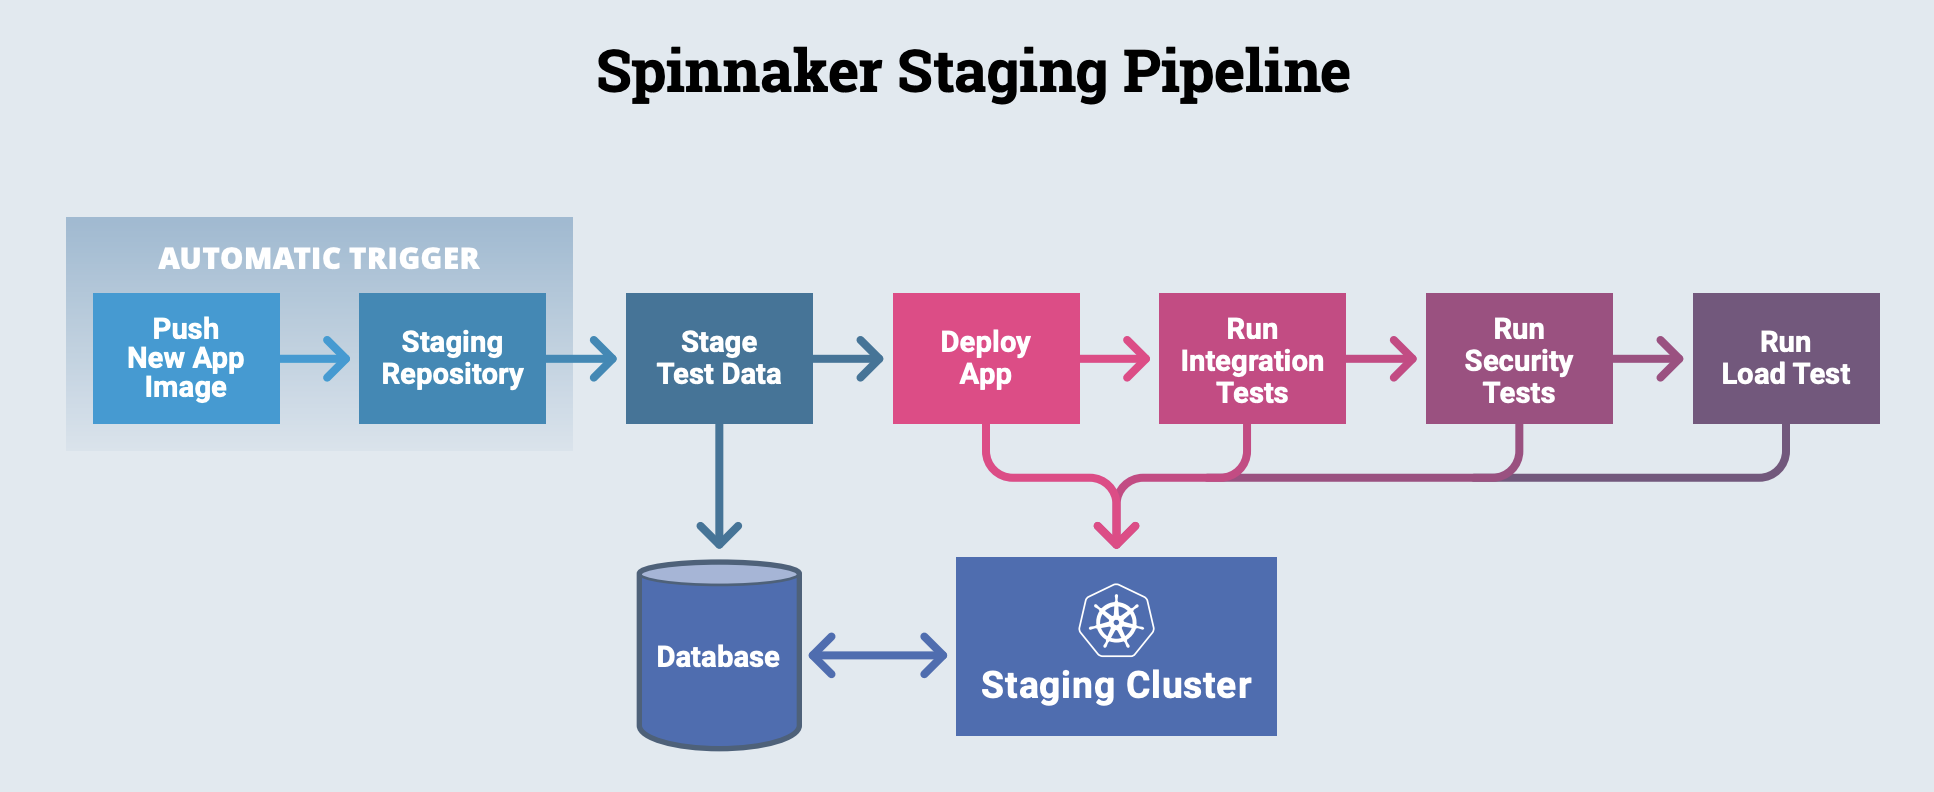 Spinnaker Staging Pipeline
AUTOMATIC TRIGGER
Push
New App
Image
Staging
Repository
Stage
Test Data
Deploy
App
Run
Integration
Tests
Run
Security
Tests
Run
Load Test
Database
Staging Cluster